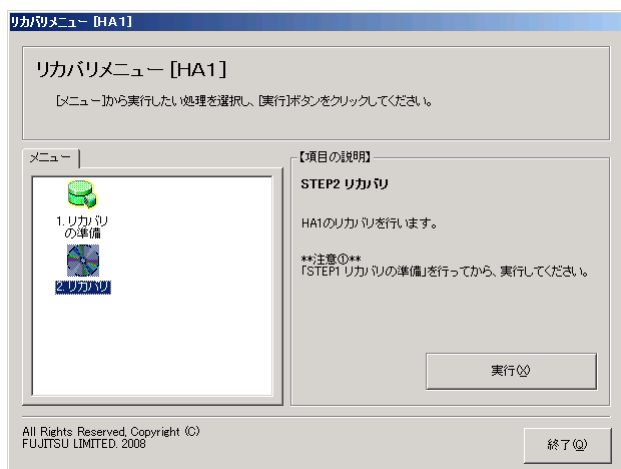 リカバリメニュー [HA1]
リカバリメニュー [HA1]
[メニュー]から実行したい処理を選択し、[実行]ボタンをクリックしてください。
メニュー
1. リカバリ
の準備
2. リカバリ
【項目の説明】
STEP2 リカバリ
HA1のリカバリを行います。
**注意①**
「STEP1 リカバリの準備」を行ってから、実行してください。
実行(X)
All Rights Reserved, Copyright (C)
FUJITSU LIMITED. 2008
終了(Q)